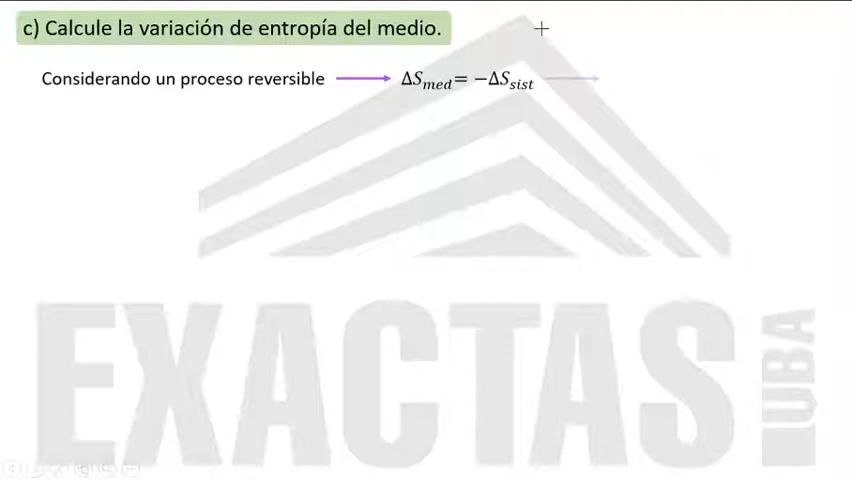 c) Calcule la variación de entropía del medio.
Considerando un proceso reversible ⟶ ΔS_med = −ΔS_sist ⟶
EXACTAS
UBA